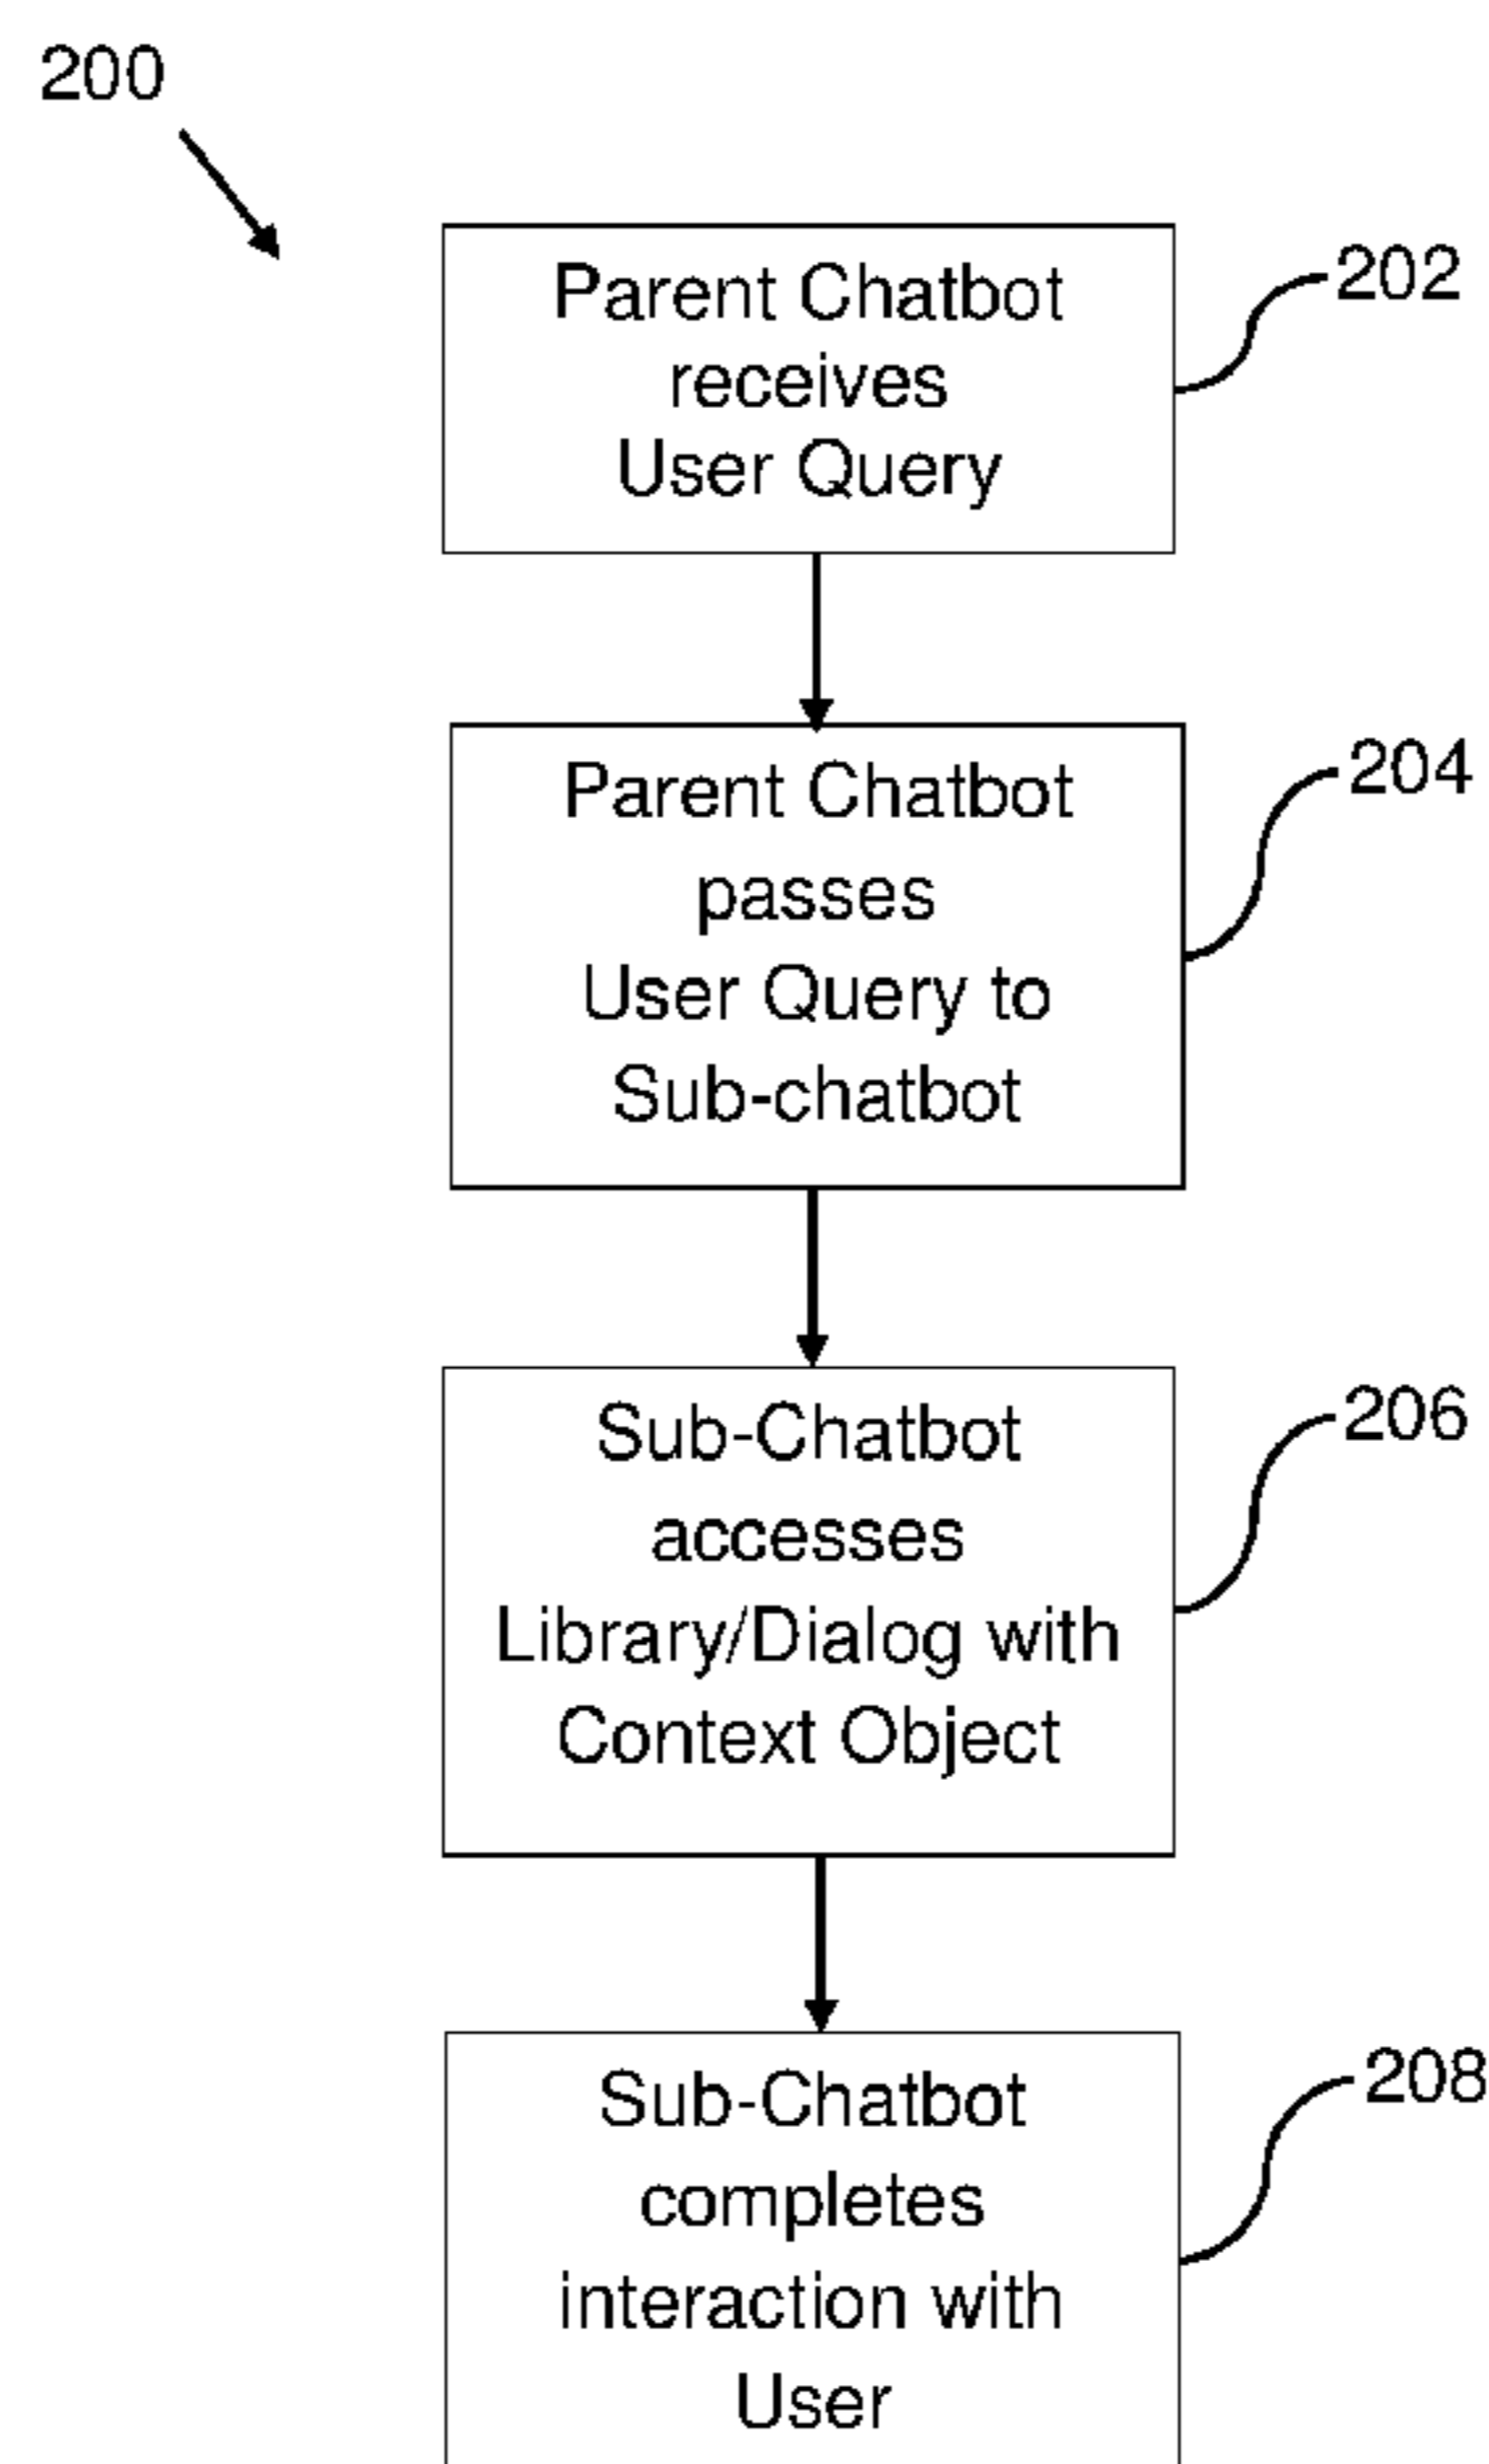 200
Parent Chatbot
receives
User Query
202
Parent Chatbot
passes
User Query to
Sub-chatbot
204
Sub-Chatbot
accesses
Library/Dialog with
Context Object
206
Sub-Chatbot
completes
interaction with
User
208